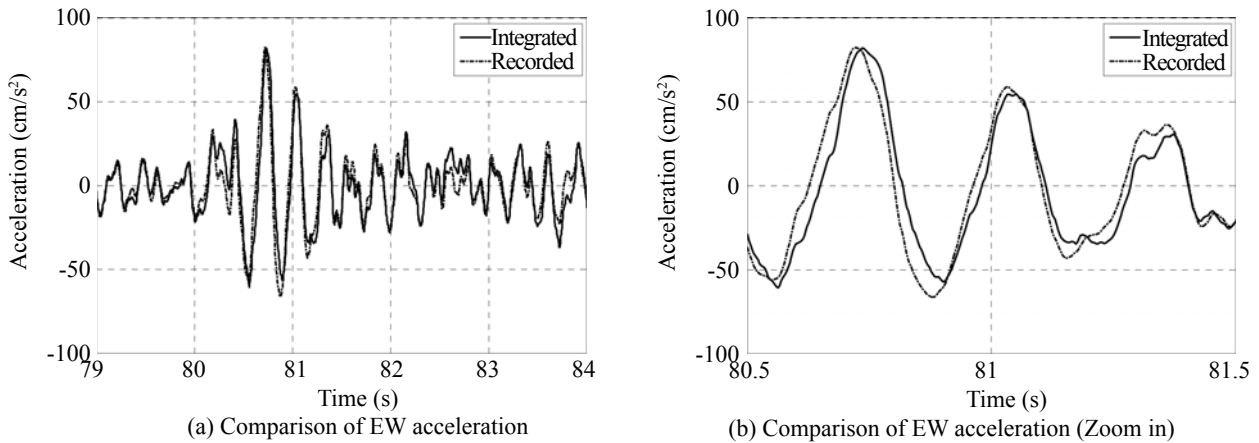 100
50
0
-50
-100
Acceleration (cm/s²)
Integrated
Recorded
79
80
81
82
83
84
Time (s)
(a) Comparison of EW acceleration
100
50
0
-50
-100
Acceleration (cm/s²)
Integrated
Recorded
80.5
81
81.5
Time (s)
(b) Comparison of EW acceleration (Zoom in)